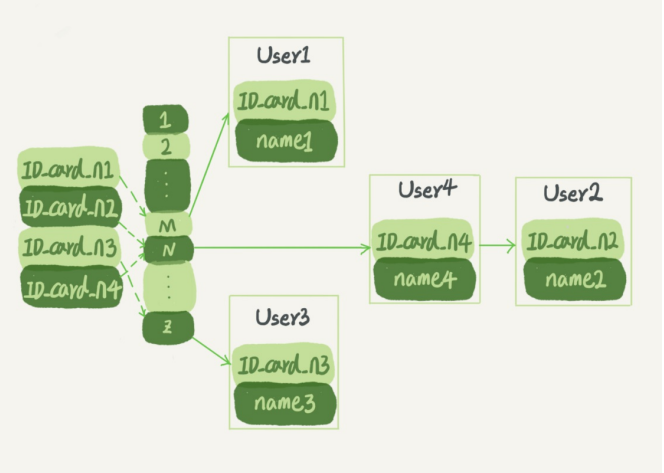 User1
ID_card_n1
name1
1
2
ID_card_n1
ID_card_n2
ID_card_n3
ID_card_n4
M
N
Z
User4
ID_card_n4
name4
User2
ID_card_n2
name2
User3
ID_card_n3
name3